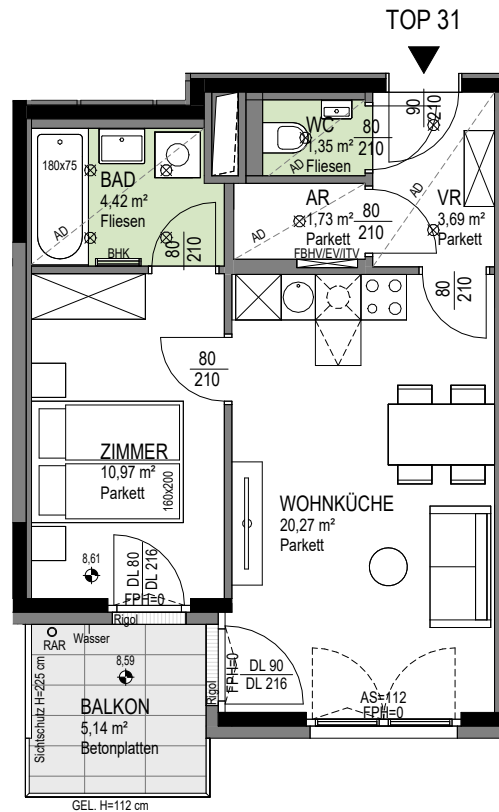 TOP 31
90
210
WC
1,35 m²
Fliesen
AD
80
210
VR
3,69 m²
Parkett
AD
180x75
BAD
4,42 m²
Fliesen
AD
BHK
80
210
AR
1,73 m²
Parkett
AD
80
210
FBHV/EV/ITV
80
210
80
210
ZIMMER
10,97 m²
Parkett
160x200
WOHNKÜCHE
20,27 m²
Parkett
8,61
DL 80
DL 216
FPH=0
Rigol
RAR
Wasser
8,59
BALKON
5,14 m²
Betonplatten
Sichtschutz H=225 cm
Rigol
FPH=0
DL 90
DL 216
AS=112
FPH=0
GEL. H=112 cm